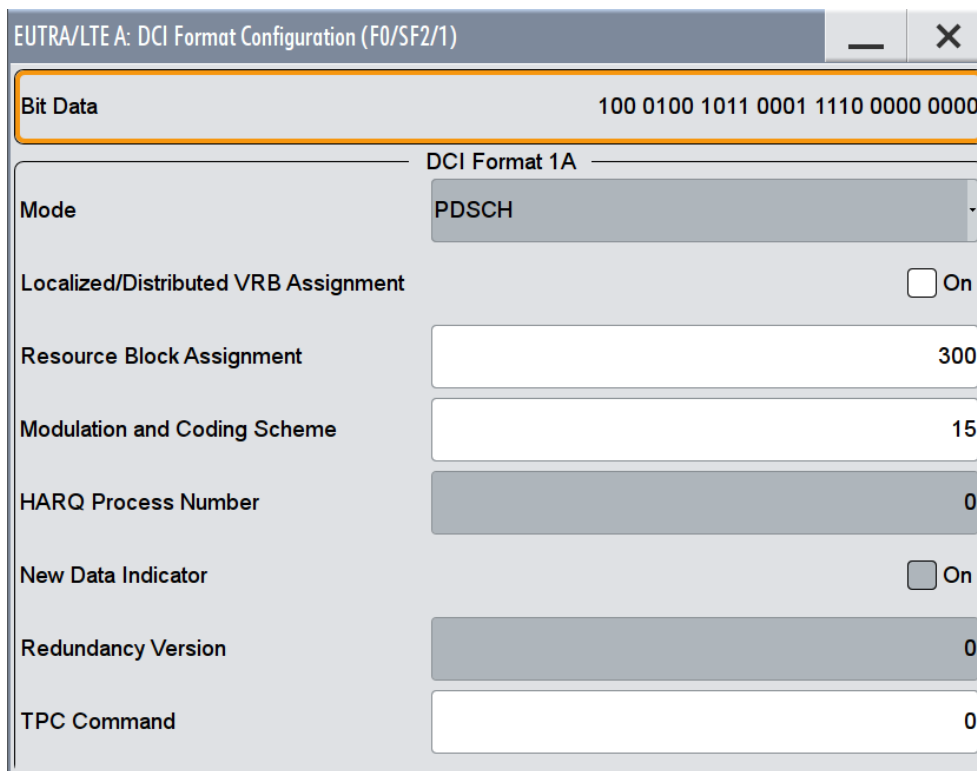 EUTRA/LTE A: DCI Format Configuration (F0/SF2/1)
Bit Data 100 0100 1011 0001 1110 0000 0000
DCI Format 1A
Mode PDSCH
Localized/Distributed VRB Assignment On
Resource Block Assignment 300
Modulation and Coding Scheme 15
HARQ Process Number 0
New Data Indicator On
Redundancy Version 0
TPC Command 0